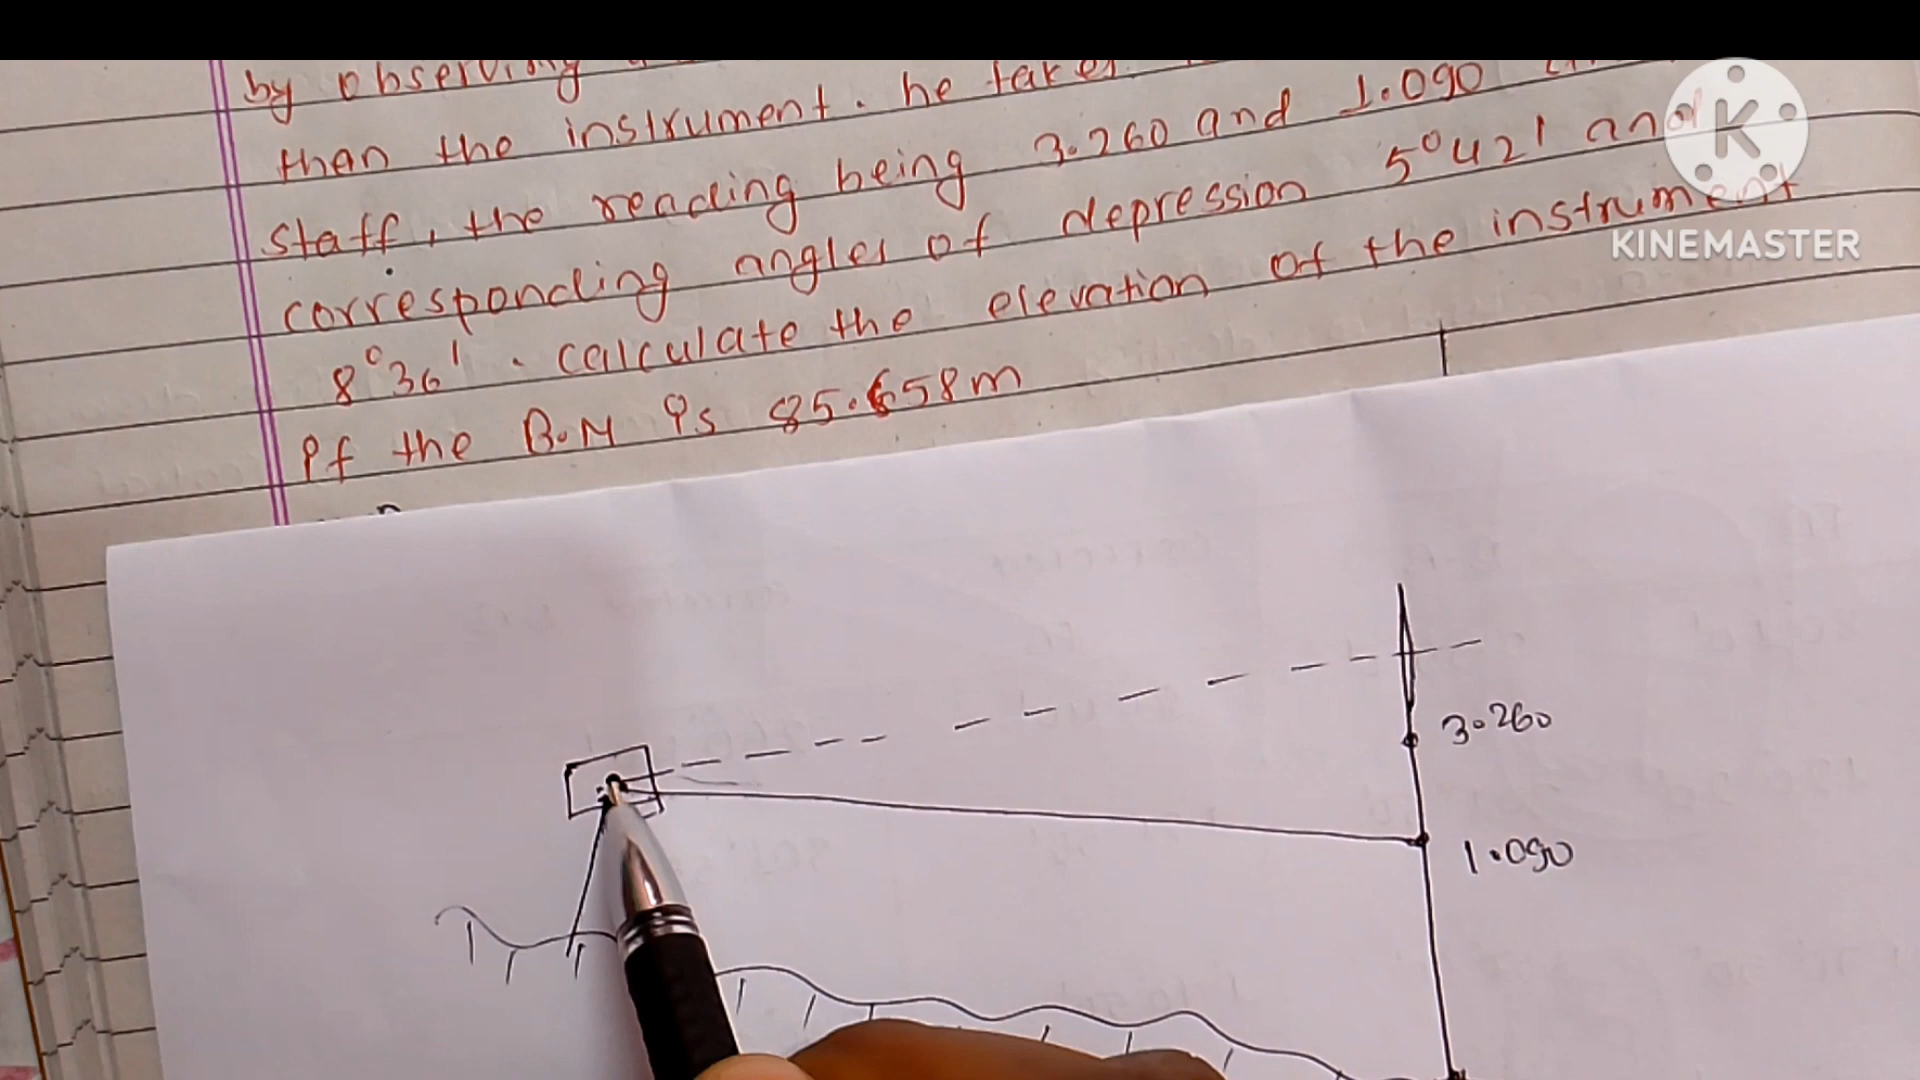 by observing
than the instrument. he takes
staff, the reading being 3.260 and 1.090
corresponding angles of depression 5°42' and
8°36'. calculate the elevation of the instrument
if the B.M is 85.658m
KINEMASTER
3.260
1.090